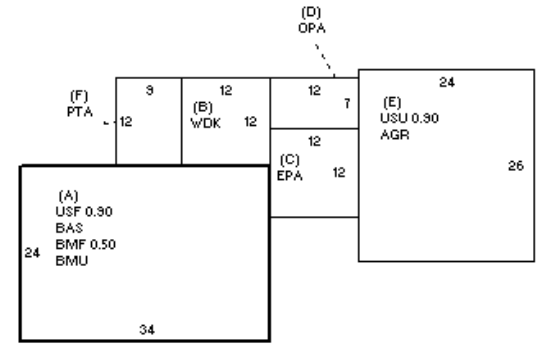 (D)
OPA
(F)
PTA
9
12
12
(B)
WDK
12
12
7
24
(E)
USU 0.90
AGR
26
12
(C)
EPA
12
(A)
USF 0.90
BAS
BMF 0.50
BMU
24
34